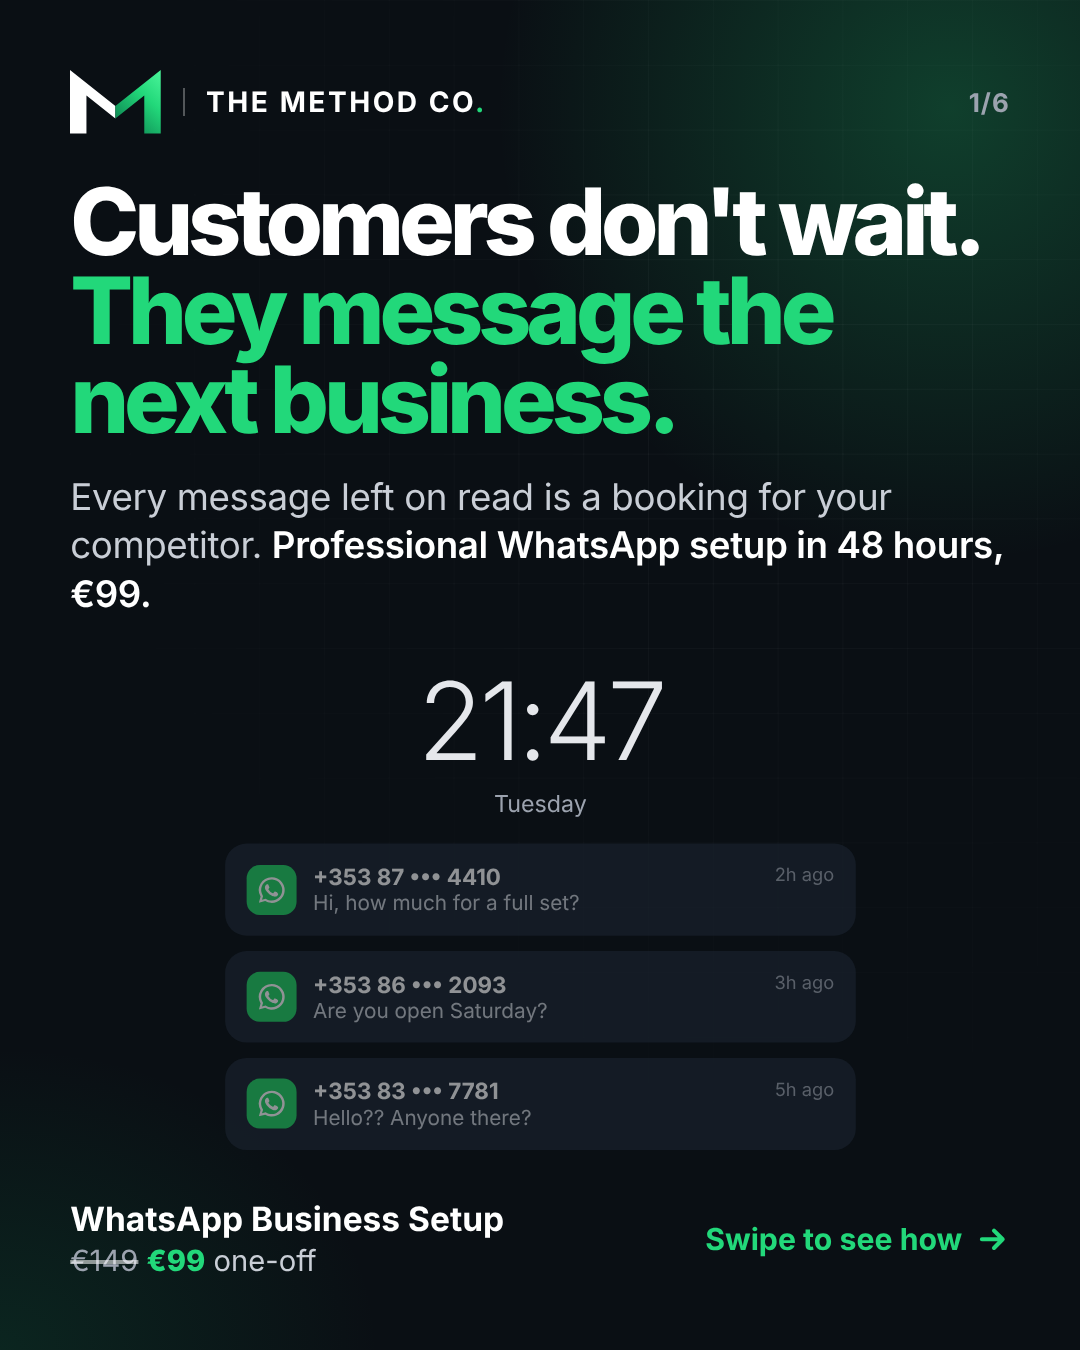 THE METHOD CO.
1/6
Customers don't wait.
They message the
next business.
Every message left on read is a booking for your
competitor. Professional WhatsApp setup in 48 hours,
€99.
21:47
Tuesday
+353 87 ••• 4410
2h ago
Hi, how much for a full set?
+353 86 ••• 2093
3h ago
Are you open Saturday?
+353 83 ••• 7781
5h ago
Hello?? Anyone there?
WhatsApp Business Setup
€149 €99 one-off
Swipe to see how →